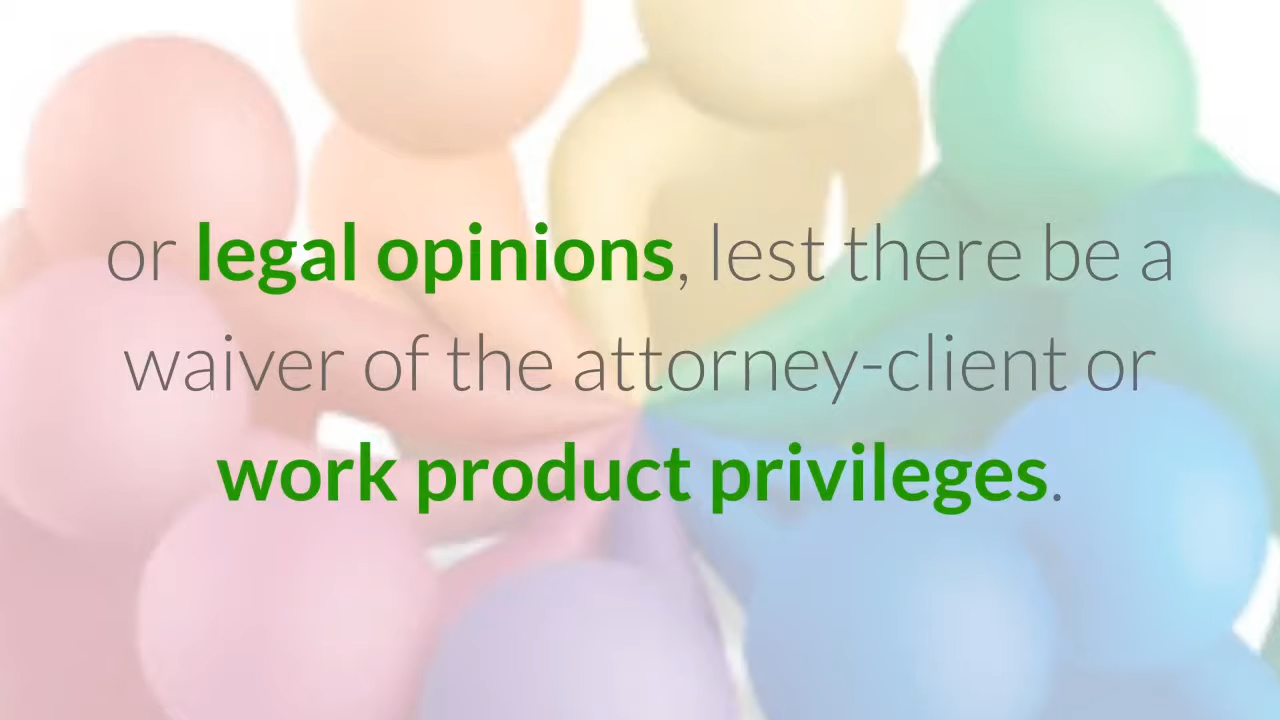 or legal opinions, lest there be a
waiver of the attorney-client or
work product privileges.